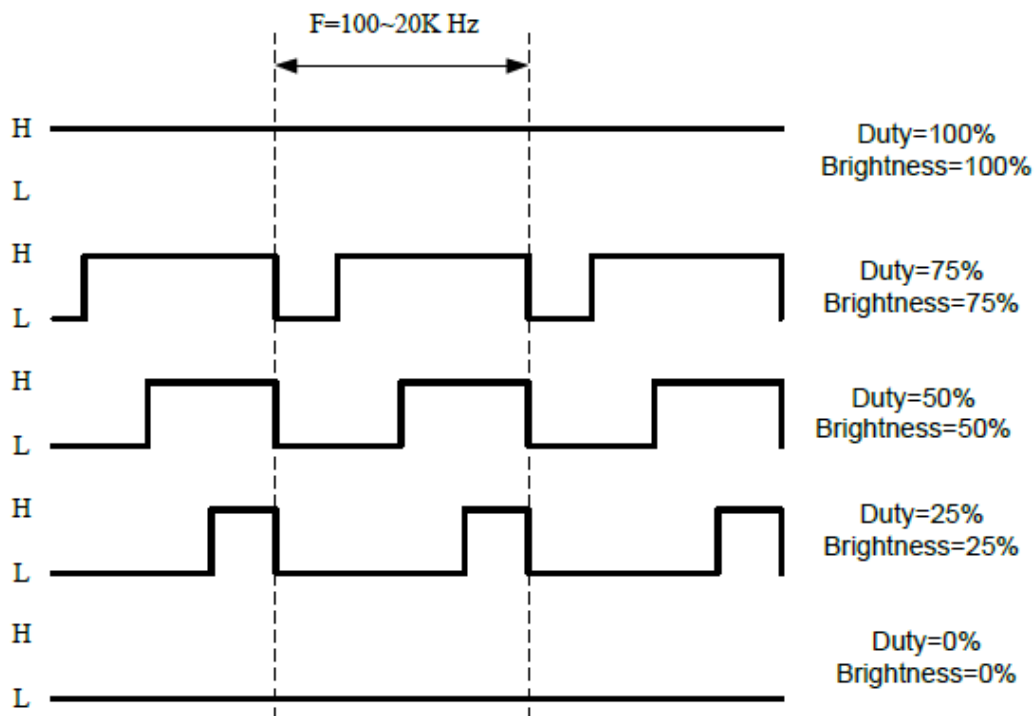 F=100~20K Hz
H
Duty=100%
Brightness=100%
L
H
Duty=75%
Brightness=75%
L
H
Duty=50%
Brightness=50%
L
H
Duty=25%
Brightness=25%
L
H
Duty=0%
Brightness=0%
L